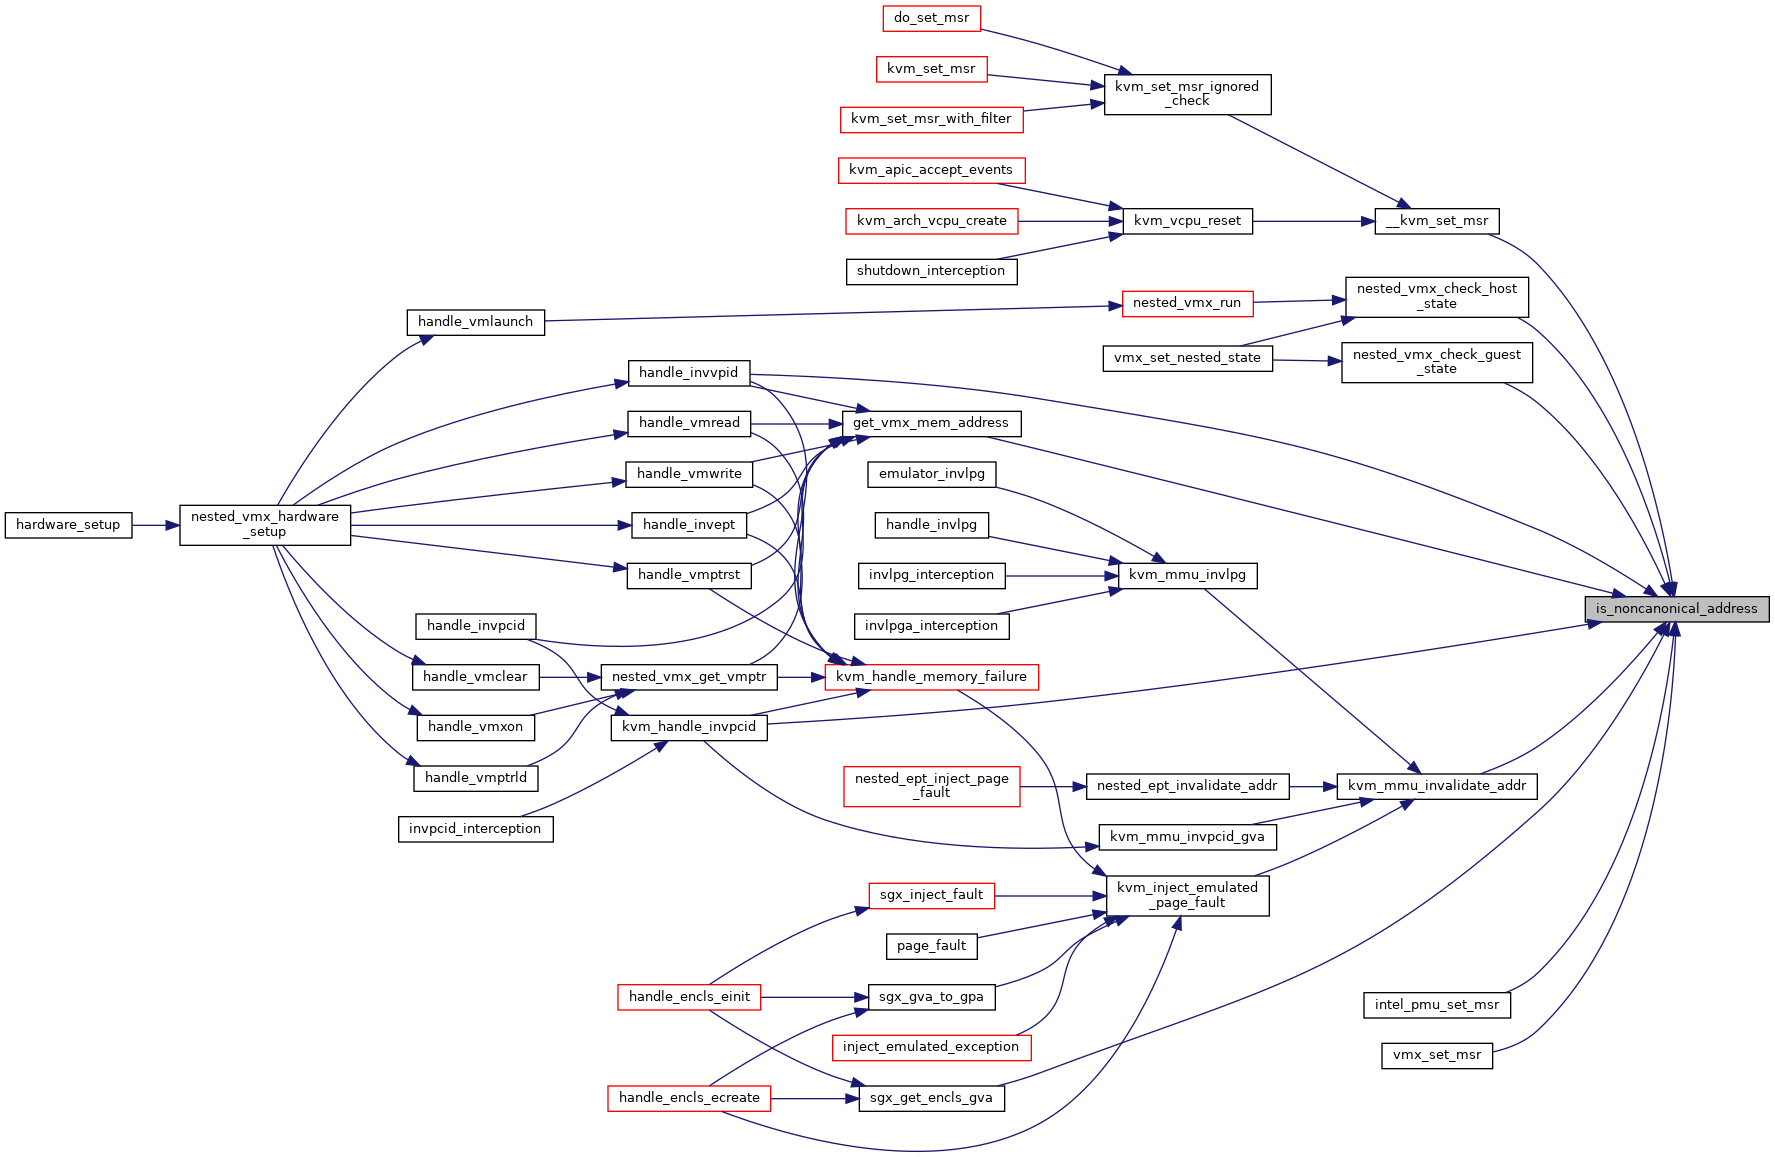 do_set_msr
kvm_set_msr
kvm_set_msr_ignored
_check
kvm_set_msr_with_filter
kvm_apic_accept_events
kvm_arch_vcpu_create
kvm_vcpu_reset
__kvm_set_msr
shutdown_interception
nested_vmx_check_host
_state
nested_vmx_run
handle_vmlaunch
vmx_set_nested_state
nested_vmx_check_guest
_state
handle_invvpid
handle_vmread
get_vmx_mem_address
handle_vmwrite
emulator_invlpg
hardware_setup
nested_vmx_hardware
_setup
handle_invept
handle_invlpg
handle_vmptrst
invlpg_interception
kvm_mmu_invlpg
is_noncanonical_address
handle_invpcid
invlpga_interception
handle_vmclear
nested_vmx_get_vmptr
kvm_handle_memory_failure
handle_vmxon
kvm_handle_invpcid
handle_vmptrld
nested_ept_inject_page
_fault
nested_ept_invalidate_addr
kvm_mmu_invalidate_addr
invpcid_interception
kvm_mmu_invpcid_gva
sgx_inject_fault
kvm_inject_emulated
_page_fault
page_fault
handle_encls_einit
sgx_gva_to_gpa
intel_pmu_set_msr
inject_emulated_exception
vmx_set_msr
handle_encls_ecreate
sgx_get_encls_gva